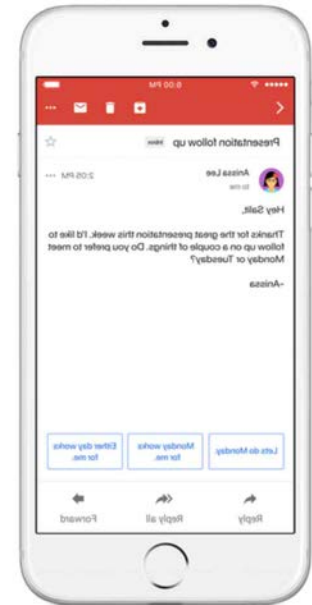 Presentation follow up Inbox
Anissa Lee 2:05 PM
to me
Hey Salit,
Thanks for the great presentation this week. I'd like to
follow up on a couple of things. Do you prefer to meet
Monday or Tuesday?
-Anissa
Lets do Monday.
Monday works
for me.
Either day works
for me.
Reply
Reply all
Forward